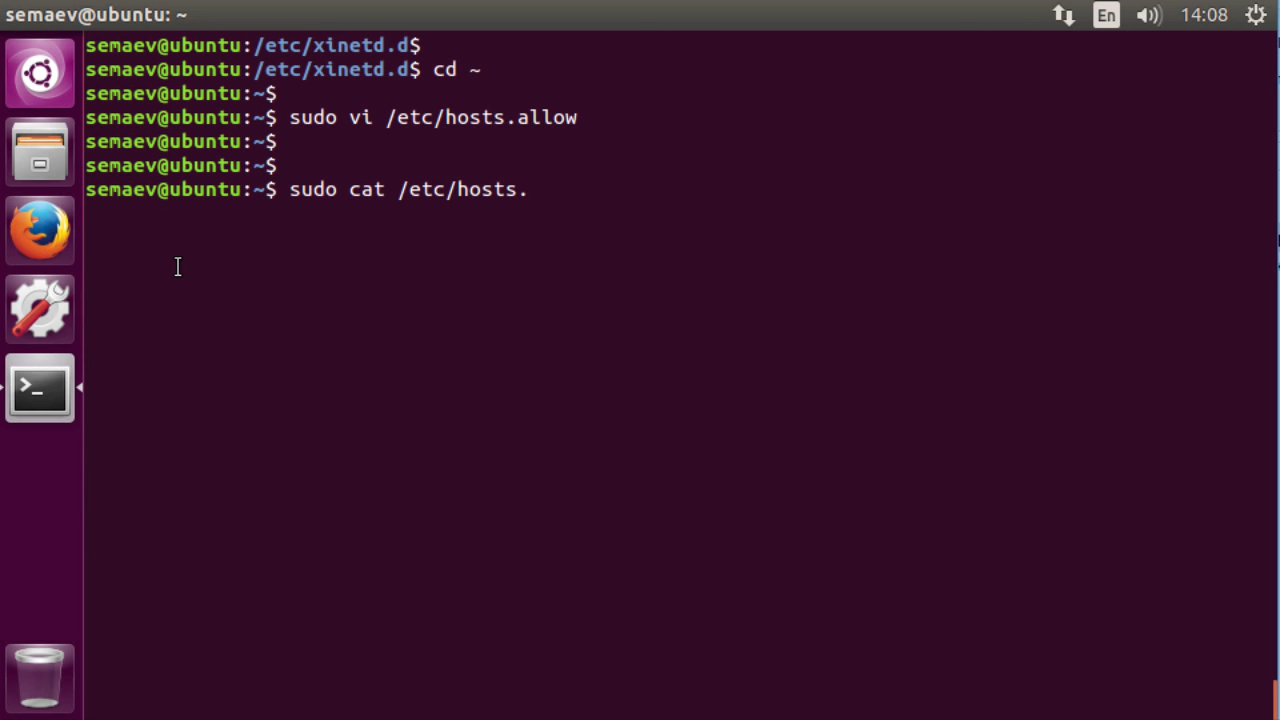 semaev@ubuntu: ~
En
14:08
semaev@ubuntu:/etc/xinetd.d$
semaev@ubuntu:/etc/xinetd.d$ cd ~
semaev@ubuntu:~$
semaev@ubuntu:~$ sudo vi /etc/hosts.allow
semaev@ubuntu:~$
semaev@ubuntu:~$
semaev@ubuntu:~$ sudo cat /etc/hosts.
>_